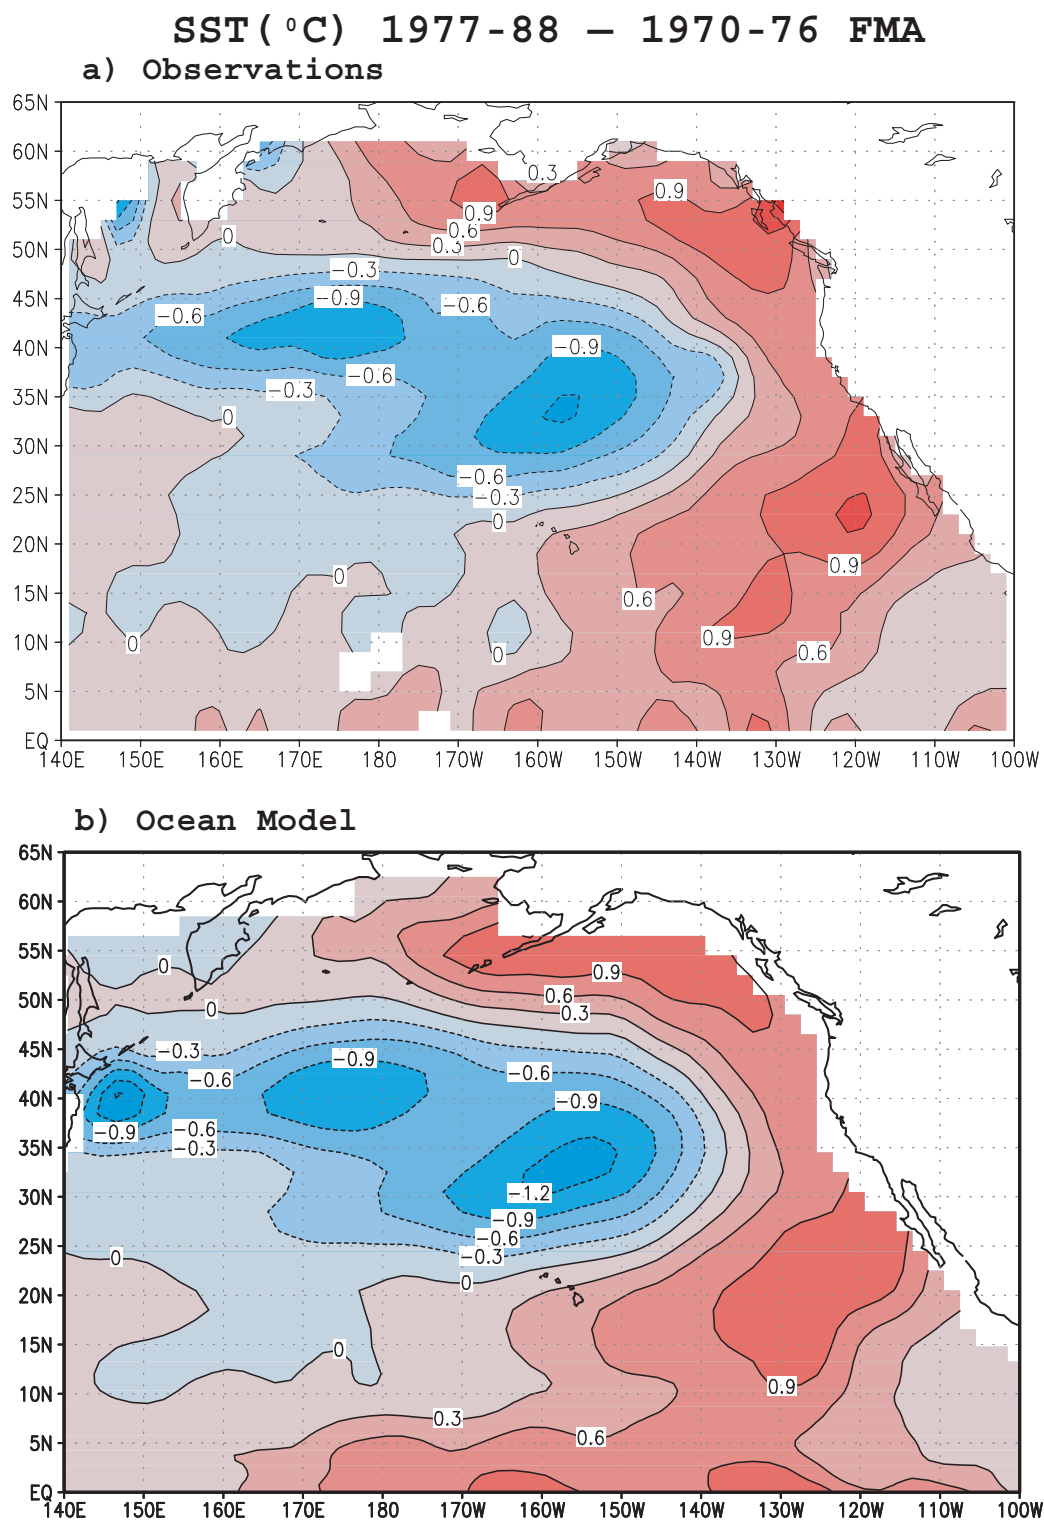 SST(⁰C) 1977-88 — 1970-76 FMA
a) Observations
65N
60N
0.3
0.9
55N
0.9
0.6
0
0.3
50N
0
−0.3
−0.9
45N
−0.6
−0.6
40N
−0.9
−0.6
−0.3
35N
0
30N
−0.6
25N
−0.3
0
20N
0.9
0
15N
0.6
0.9
10N
0
0.6
0
5N
EQ
140E 150E 160E 170E 180 170W 160W 150W 140W 130W 120W 110W 100W
b) Ocean Model
65N
60N
55N
0
0.9
0.6
50N
0
0.3
45N
−0.3
−0.9
−0.6
−0.6
40N
−0.9
−0.9
−0.6
−0.3
35N
30N
−1.2
−0.9
−0.6
25N
0
−0.3
0
20N
15N
0
0.9
10N
0.3
0.6
5N
EQ
140E 150E 160E 170E 180 170W 160W 150W 140W 130W 120W 110W 100W